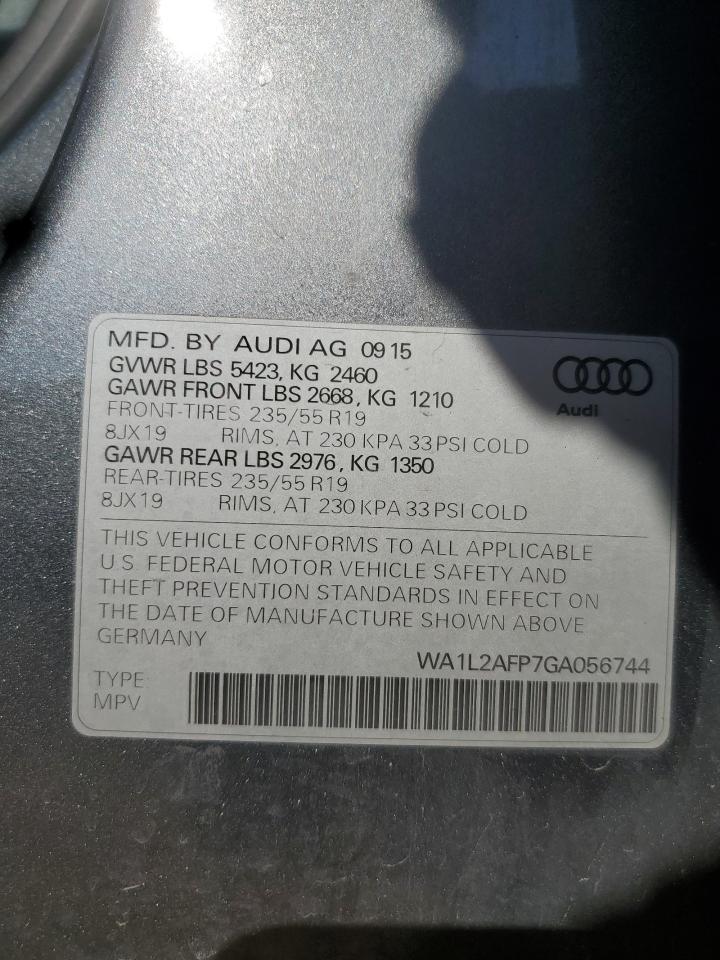 MFD. BY AUDI AG 09 15
GVWR LBS 5423, KG 2460
GAWR FRONT LBS 2668, KG 1210
FRONT-TIRES 235/55 R19
8JX19 RIMS, AT 230 KPA 33 PSI COLD
GAWR REAR LBS 2976, KG 1350
REAR-TIRES 235/55 R19
8JX19 RIMS, AT 230 KPA 33 PSI COLD
Audi
THIS VEHICLE CONFORMS TO ALL APPLICABLE
U.S. FEDERAL MOTOR VEHICLE SAFETY AND
THEFT PREVENTION STANDARDS IN EFFECT ON
THE DATE OF MANUFACTURE SHOWN ABOVE
GERMANY
WA1L2AFP7GA056744
TYPE:
MPV